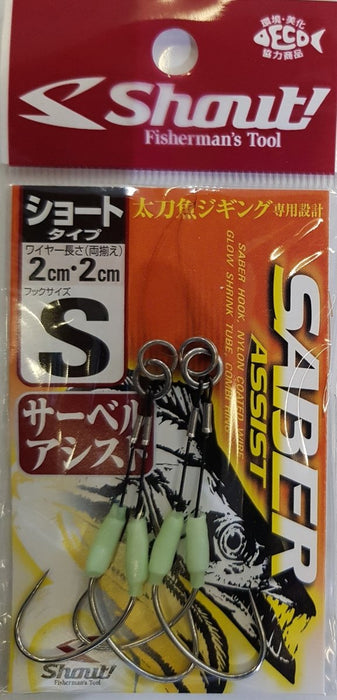 環境・美化
ECO
協力商品
Shout!
Fisherman's Tool
ショート
タイプ
太刀魚ジギング専用設計
ワイヤー長さ(両揃え)
2cm・2cm
フックサイズ
S
SABER HOOK, NYLON COATED WIRE
GLOW SHRINK TUBE, COMBI RING
SABER
ASSIST
サーベル
アシスト
Shout!
Fisherman's Tool